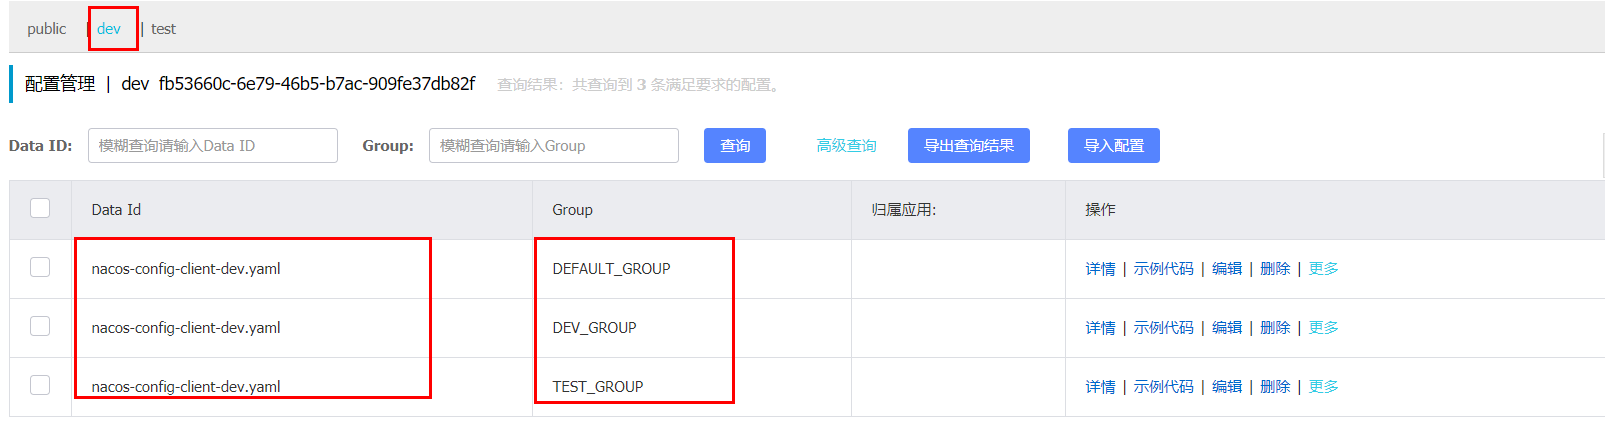 public | dev | test
配置管理 | dev fb53660c-6e79-46b5-b7ac-909fe37db82f 查询结果：共查询到 3 条满足要求的配置。
Data ID: 模糊查询请输入Data ID Group: 模糊查询请输入Group 查询 高级查询 导出查询结果 导入配置
Data Id Group 归属应用: 操作
nacos-config-client-dev.yaml DEFAULT_GROUP 详情 | 示例代码 | 编辑 | 删除 | 更多
nacos-config-client-dev.yaml DEV_GROUP 详情 | 示例代码 | 编辑 | 删除 | 更多
nacos-config-client-dev.yaml TEST_GROUP 详情 | 示例代码 | 编辑 | 删除 | 更多